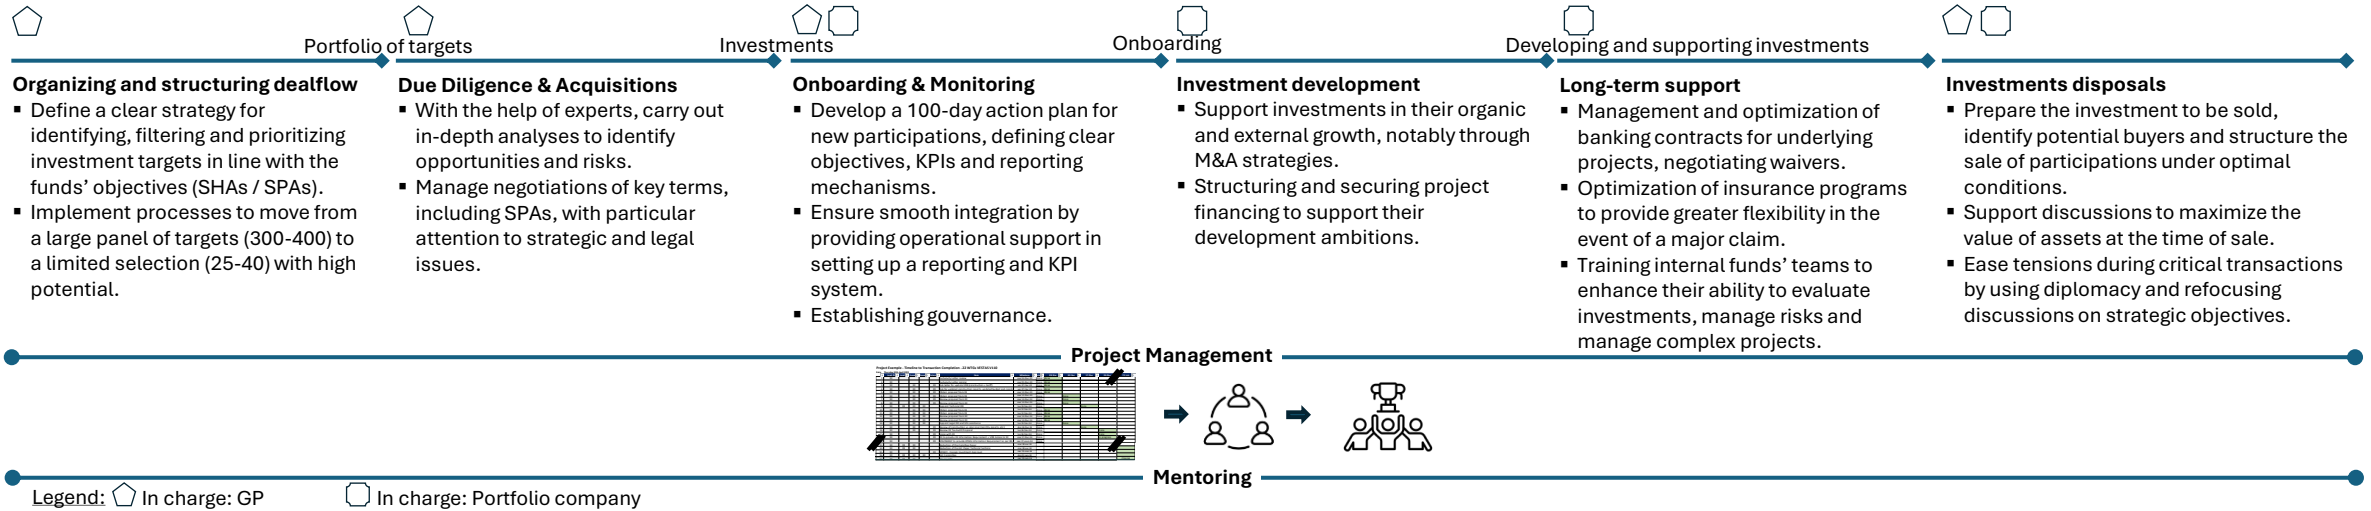 Portfolio of targets
Investments
Onboarding
Developing and supporting investments
Organizing and structuring dealflow
▪ Define a clear strategy for
identifying, filtering and prioritizing
investment targets in line with the
funds’ objectives (SHAs / SPAs).
▪ Implement processes to move from
a large panel of targets (300-400) to
a limited selection (25-40) with high
potential.
Due Diligence & Acquisitions
▪ With the help of experts, carry out
in-depth analyses to identify
opportunities and risks.
▪ Manage negotiations of key terms,
including SPAs, with particular
attention to strategic and legal
issues.
Onboarding & Monitoring
▪ Develop a 100-day action plan for
new participations, defining clear
objectives, KPIs and reporting
mechanisms.
▪ Ensure smooth integration by
providing operational support in
setting up a reporting and KPI
system.
▪ Establishing gouvernance.
Investment development
▪ Support investments in their organic
and external growth, notably through
M&A strategies.
▪ Structuring and securing project
financing to support their
development ambitions.
Long-term support
▪ Management and optimization of
banking contracts for underlying
projects, negotiating waivers.
▪ Optimization of insurance programs
to provide greater flexibility in the
event of a major claim.
▪ Training internal funds’ teams to
enhance their ability to evaluate
investments, manage risks and
manage complex projects.
Investments disposals
▪ Prepare the investment to be sold,
identify potential buyers and structure the
sale of participations under optimal
conditions.
▪ Support discussions to maximize the
value of assets at the time of sale.
▪ Ease tensions during critical transactions
by using diplomacy and refocusing
discussions on strategic objectives.
Project Management
Project Example - Timeline to Transaction Completion
Mentoring
Legend: In charge: GP In charge: Portfolio company